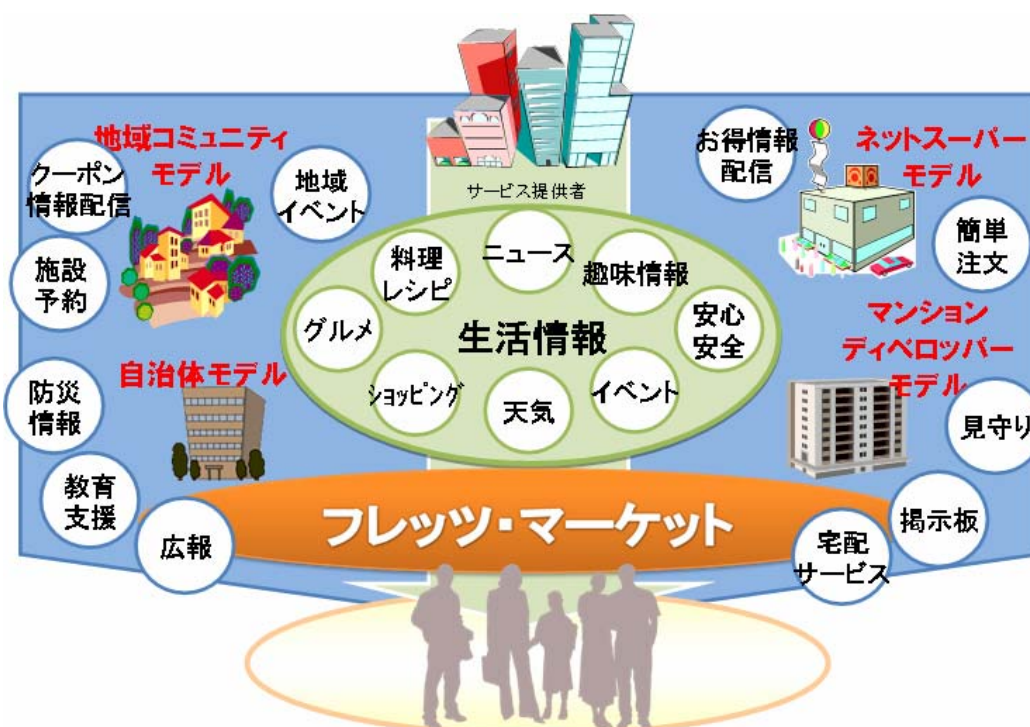 地域コミュニティ
モデル
クーポン
情報配信
地域
イベント
施設
予約
サービス提供者
お得情報
配信
ネットスーパー
モデル
簡単
注文
ニュース
料理
レシピ
趣味情報
グルメ
生活情報
安心
安全
ショッピング
天気
イベント
自治体モデル
防災
情報
教育
支援
広報
マンション
ディベロッパー
モデル
見守り
掲示板
宅配
サービス
フレッツ・マーケット